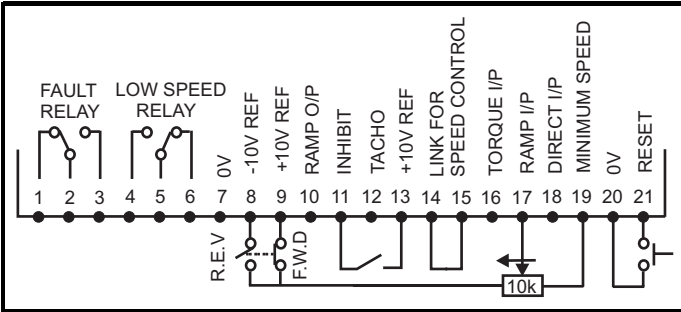 FAULT
RELAY
LOW SPEED
RELAY
0V
-10V REF
+10V REF
RAMP O/P
INHIBIT
TACHO
+10V REF
LINK FOR
SPEED CONTROL
TORQUE I/P
RAMP I/P
DIRECT I/P
MINIMUM SPEED
0V
RESET
1 2 3 4 5 6 7 8 9 10 11 12 13 14 15 16 17 18 19 20 21
R.E.V
F.W.D
10k